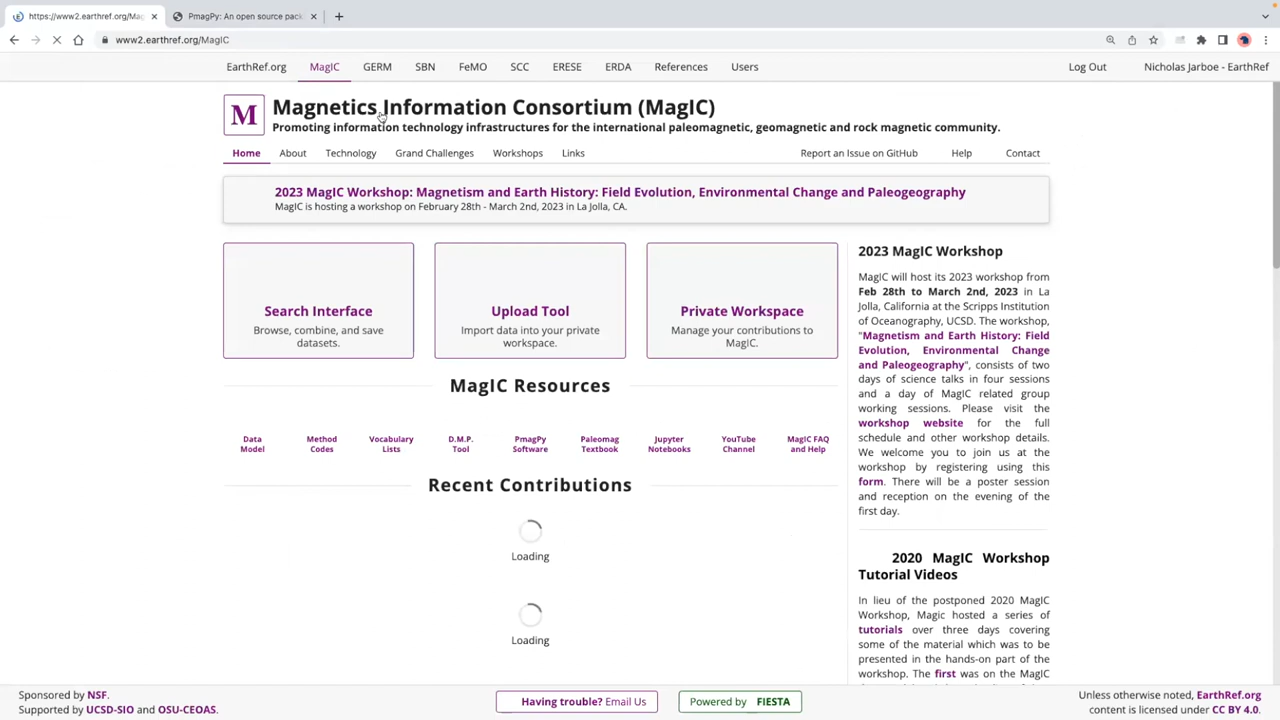 https://www2.earthref.org/Mag
PmagPy: An open source pack
www2.earthref.org/MagIC
EarthRef.org MagIC GERM SBN FeMO SCC ERESE ERDA References Users Log Out Nicholas Jarboe - EarthRef
M
Magnetics Information Consortium (MagIC)
Promoting information technology infrastructures for the international paleomagnetic, geomagnetic and rock magnetic community.
Home About Technology Grand Challenges Workshops Links Report an Issue on GitHub Help Contact
2023 MagIC Workshop: Magnetism and Earth History: Field Evolution, Environmental Change and Paleogeography
MagIC is hosting a workshop on February 28th - March 2nd, 2023 in La Jolla, CA.
Search Interface
Browse, combine, and save
datasets.
Upload Tool
Import data into your private
workspace.
Private Workspace
Manage your contributions to
MagIC.
MagIC Resources
Data
Model
Method
Codes
Vocabulary
Lists
D.M.P.
Tool
PmagPy
Software
Paleomag
Textbook
Jupyter
Notebooks
YouTube
Channel
MagIC FAQ
and Help
Recent Contributions
Loading
Loading
2023 MagIC Workshop
MagIC will host its 2023 workshop from
Feb 28th to March 2nd, 2023 in La
Jolla, California at the Scripps Institution
of Oceanography, UCSD. The workshop,
"Magnetism and Earth History: Field
Evolution, Environmental Change
and Paleogeography", consists of two
days of science talks in four sessions
and a day of MagIC related group
working sessions. Please visit the
workshop website for the full
schedule and other workshop details.
We welcome you to join us at the
workshop by registering using this
form. There will be a poster session
and reception on the evening of the
first day.
2020 MagIC Workshop
Tutorial Videos
In lieu of the postponed 2020 MagIC
Workshop, Magic hosted a series of
tutorials over three days covering
some of the material which was to be
presented in the hands-on part of the
workshop. The first was on the MagIC
Sponsored by NSF.
Supported by UCSD-SIO and OSU-CEOAS.
Having trouble? Email Us
Powered by FIESTA
Unless otherwise noted, EarthRef.org
content is licensed under CC BY 4.0.